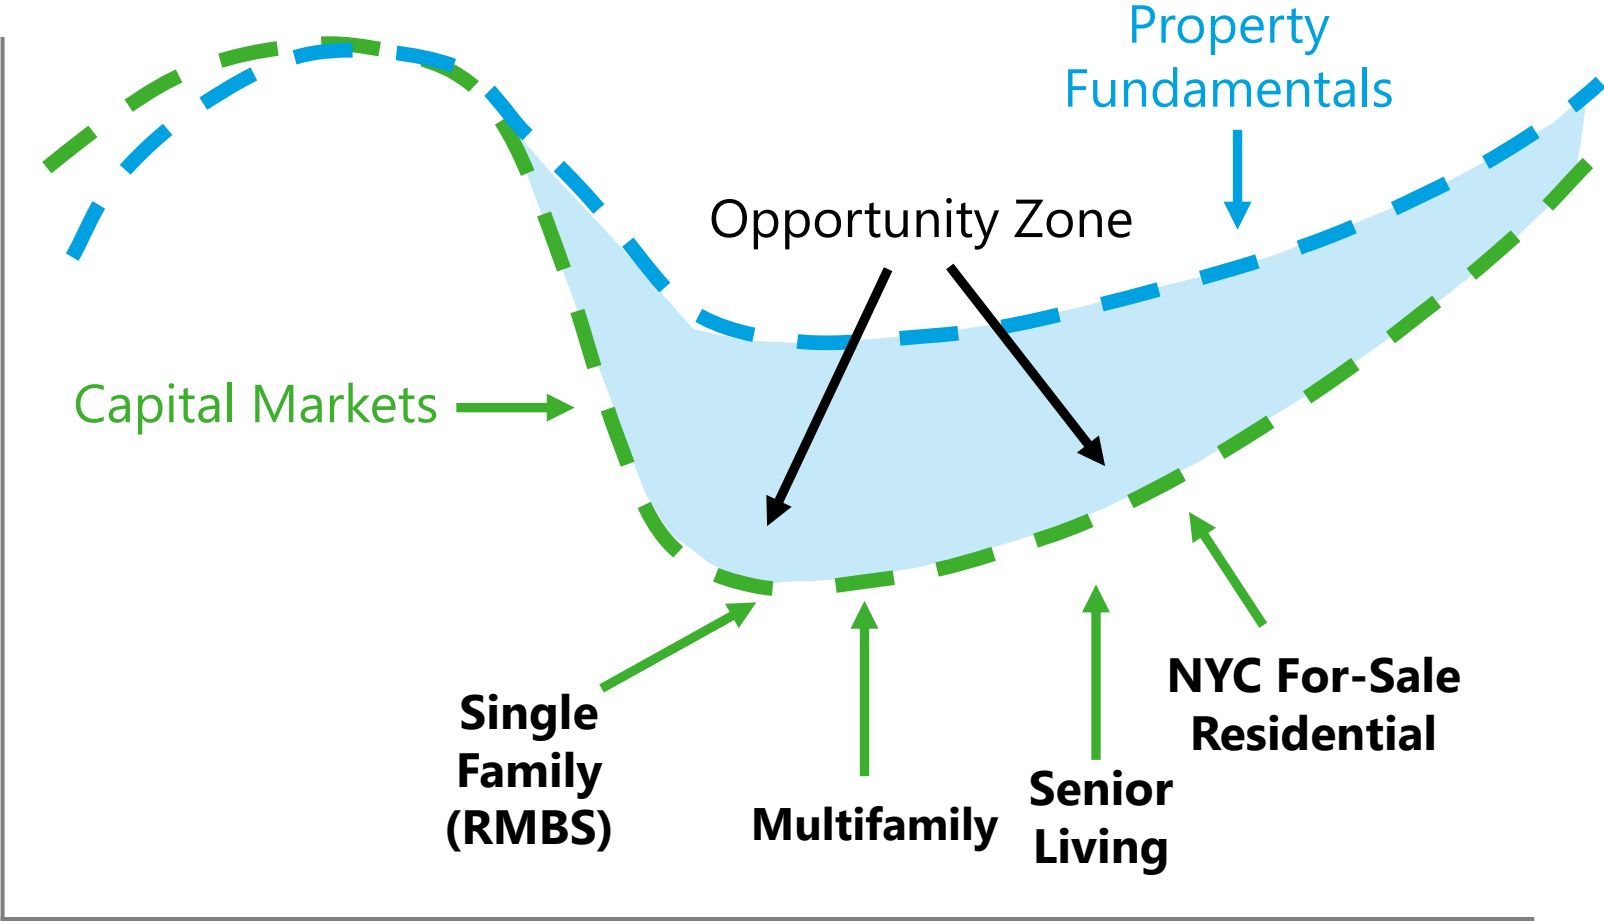 Property
Fundamentals
Opportunity Zone
Capital Markets
Single
Family
(RMBS)
Multifamily
Senior
Living
NYC For-Sale
Residential